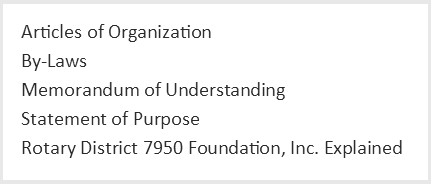 Articles of Organization
By-Laws
Memorandum of Understanding
Statement of Purpose
Rotary District 7950 Foundation, Inc. Explained